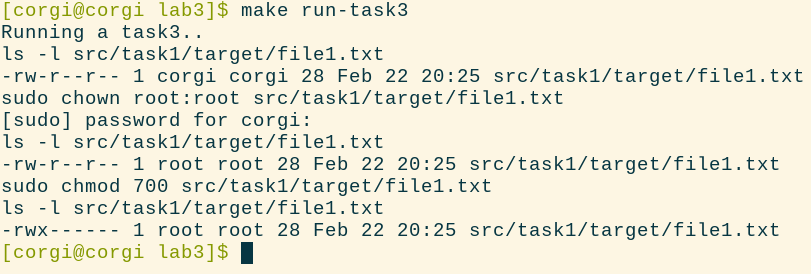 [corgi@corgi lab3]$ make run-task3
Running a task3..
ls -l src/task1/target/file1.txt
-rw-r--r-- 1 corgi corgi 28 Feb 22 20:25 src/task1/target/file1.txt
sudo chown root:root src/task1/target/file1.txt
[sudo] password for corgi:
ls -l src/task1/target/file1.txt
-rw-r--r-- 1 root root 28 Feb 22 20:25 src/task1/target/file1.txt
sudo chmod 700 src/task1/target/file1.txt
ls -l src/task1/target/file1.txt
-rwx------ 1 root root 28 Feb 22 20:25 src/task1/target/file1.txt
[corgi@corgi lab3]$